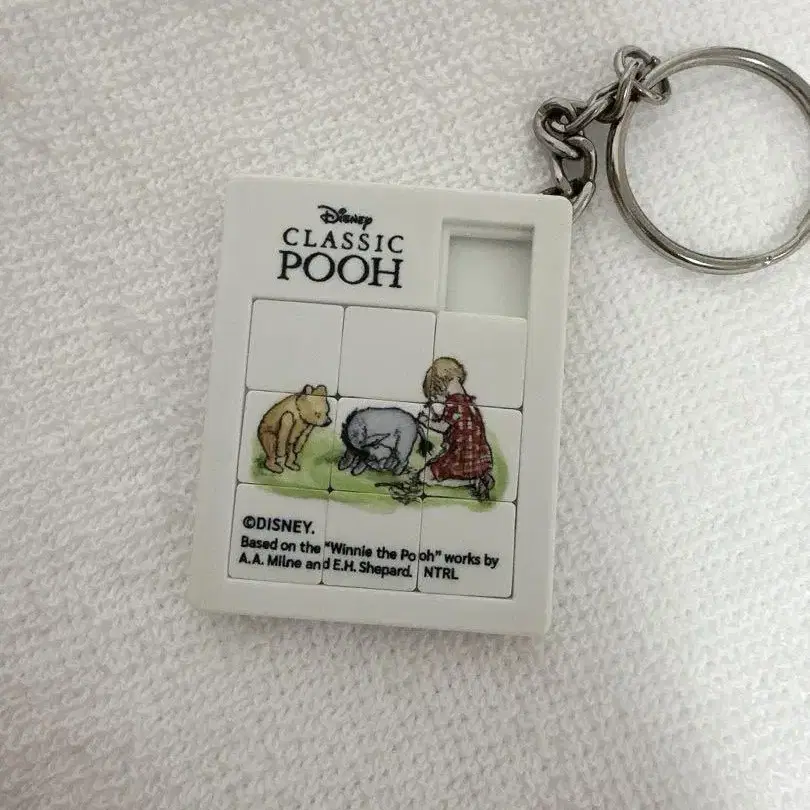 Disney
CLASSIC
POOH
©DISNEY.
Based on the "Winnie the Pooh" works by
A.A. Milne and E.H. Shepard. NTRL